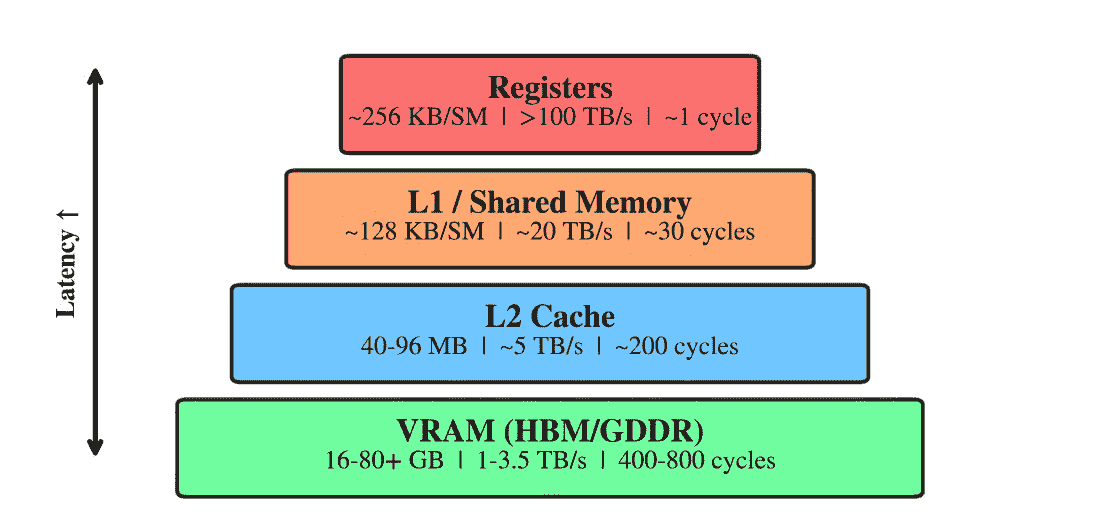 Registers
~256 KB/SM | >100 TB/s | ~1 cycle
L1 / Shared Memory
~128 KB/SM | ~20 TB/s | ~30 cycles
Latency ↑
L2 Cache
40-96 MB | ~5 TB/s | ~200 cycles
VRAM (HBM/GDDR)
16-80+ GB | 1-3.5 TB/s | 400-800 cycles